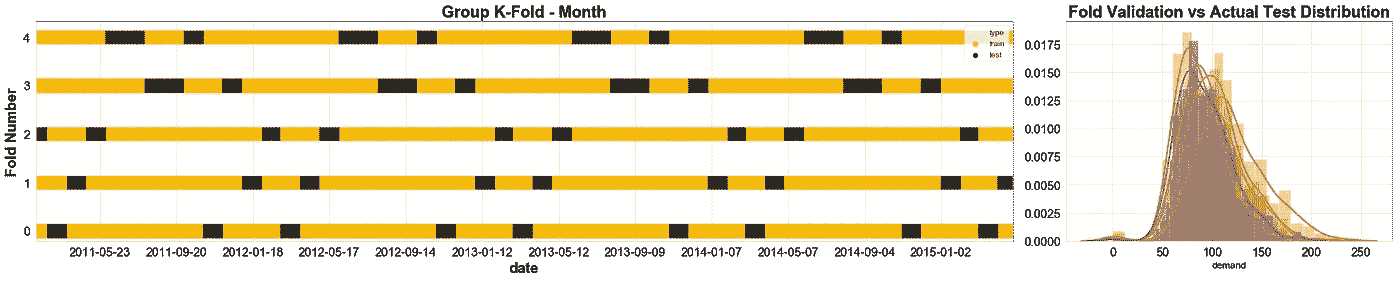 Group K-Fold - Month
Fold Number
4
3
2
1
0
type
train
test
2011-05-23 2011-09-20 2012-01-18 2012-05-17 2012-09-14 2013-01-12 2013-05-12 2013-09-09 2014-01-07 2014-05-07 2014-09-04 2015-01-02
date
Fold Validation vs Actual Test Distribution
0.0175
0.0150
0.0125
0.0100
0.0075
0.0050
0.0025
0.0000
0 50 100 150 200 250
demand